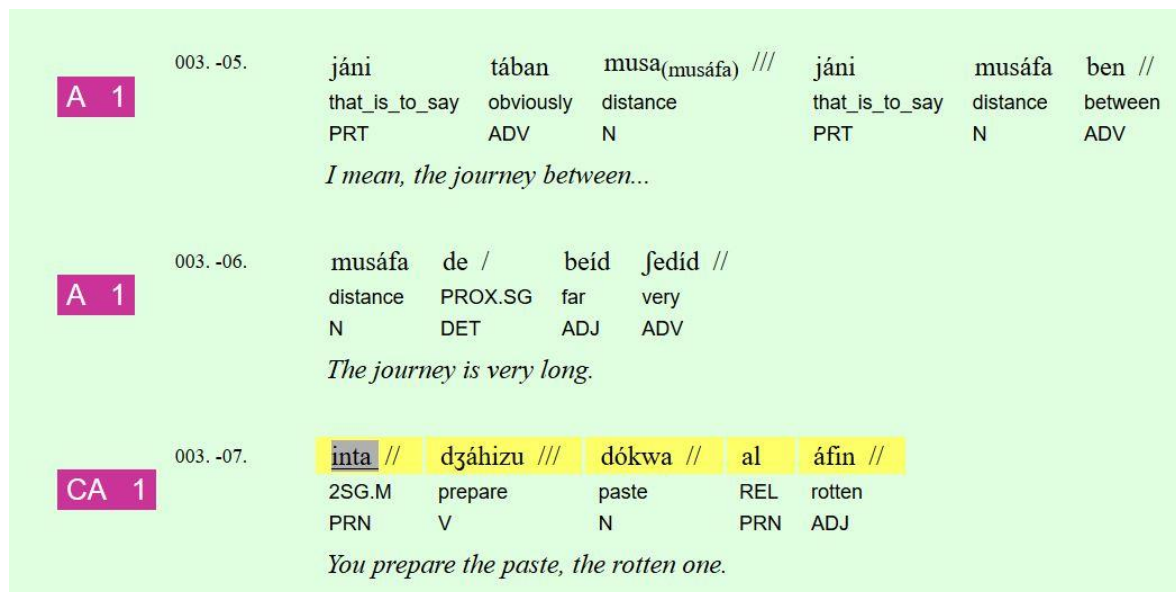 003. -05. jáni tában musa(musáfa) /// jáni musáfa ben //
A 1 that_is_to_say obviously distance that_is_to_say distance between
PRT ADV N PRT N ADV
I mean, the journey between...
003. -06. musáfa de / beíd ʃedíd //
A 1 distance PROX.SG far very
N DET ADJ ADV
The journey is very long.
003. -07. inta // dʒáhizu /// dókwa // al áfin //
CA 1 2SG.M prepare paste REL rotten
PRN V N PRN ADJ
You prepare the paste, the rotten one.